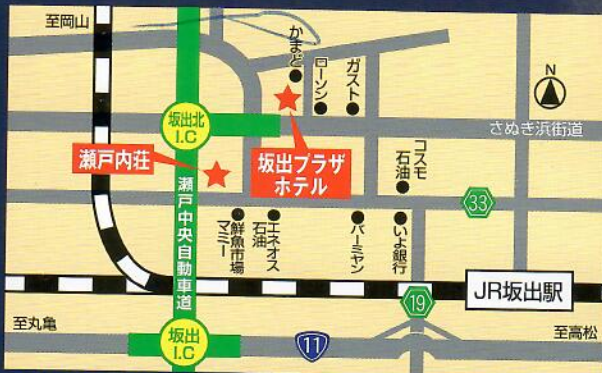 至岡山
かまど
ローソン
ガスト
N
坂出北
I.C
さぬき浜街道
瀬戸内荘
坂出プラザ
ホテル
コスモ
石油
33
瀬戸中央自動車道
鮮魚市場
マミー
エネオス
石油
バーミヤン
いよ銀行
JR坂出駅
19
至丸亀
坂出
I.C
11
至高松